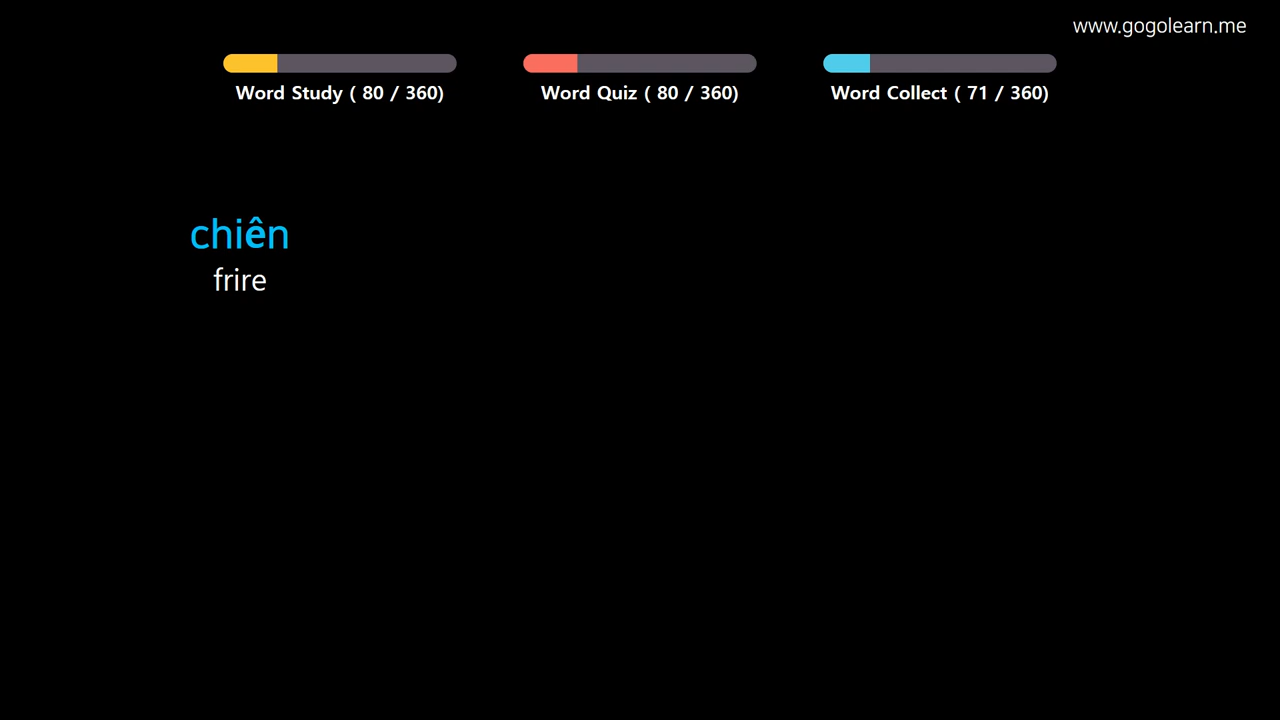 www.gogolearn.me
Word Study ( 80 / 360)
Word Quiz ( 80 / 360)
Word Collect ( 71 / 360)
chiên
frire